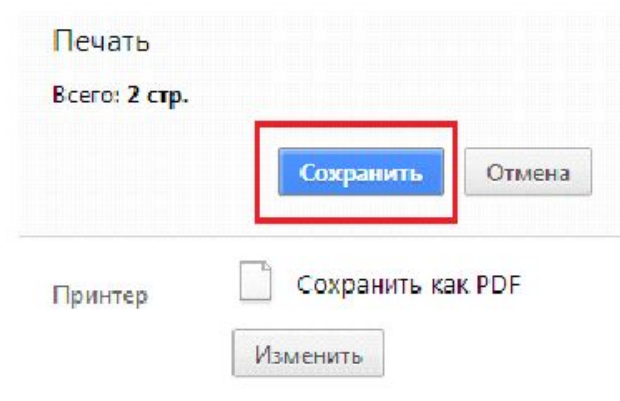 Печать
Всего: 2 стр.
Сохранить Отмена
Принтер Сохранить как PDF
Изменить